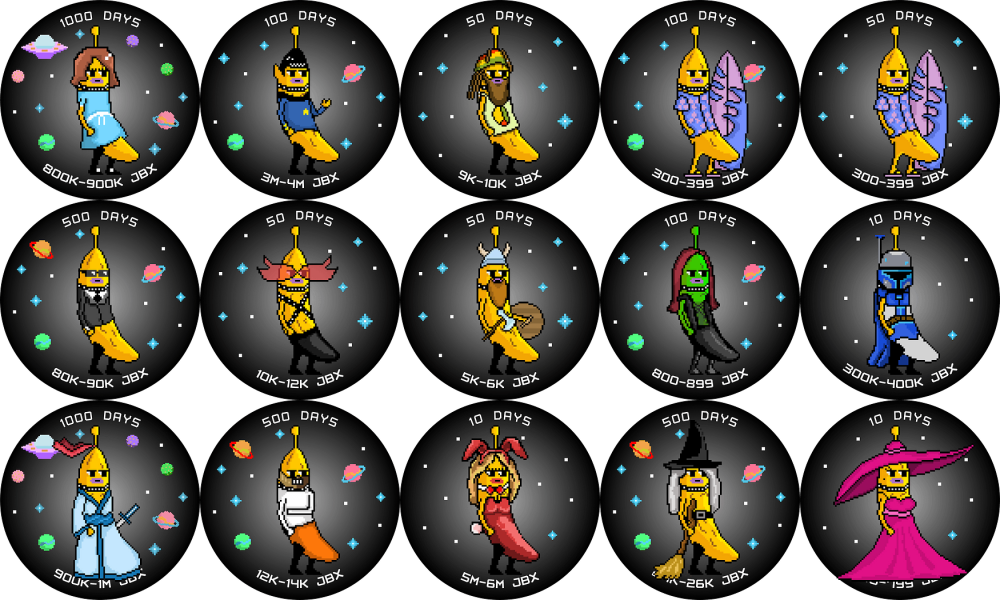 1000 DAYS
800K-900K JBX
100 DAYS
3M-4M JBX
50 DAYS
9K-10K JBX
100 DAYS
300-399 JBX
50 DAYS
300-399 JBX
500 DAYS
80K-90K JBX
50 DAYS
10K-12K JBX
50 DAYS
5K-6K JBX
100 DAYS
800-899 JBX
10 DAYS
300K-400K JBX
1000 DAYS
900K-1M JBX
500 DAYS
12K-14K JBX
10 DAYS
5M-6M JBX
500 DAYS
JBX
10 DAYS